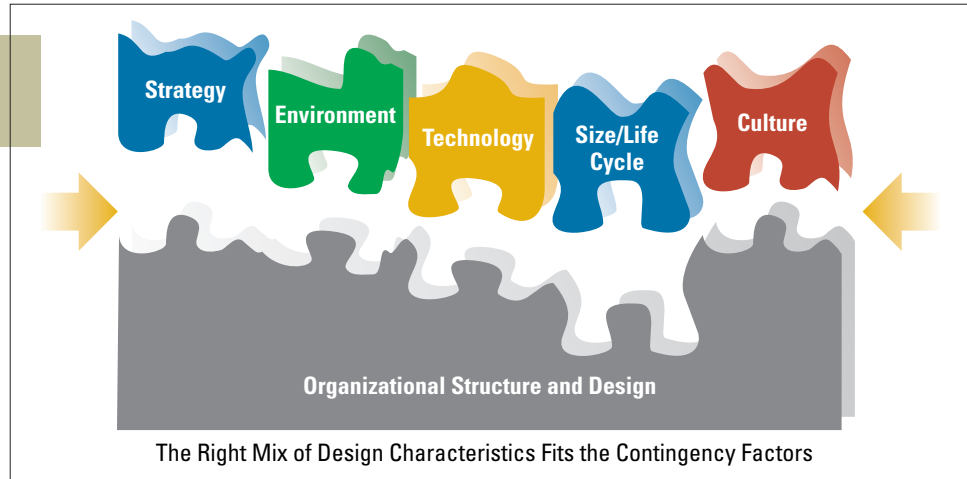 Strategy
Environment
Technology
Size/Life
Cycle
Culture
Organizational Structure and Design
The Right Mix of Design Characteristics Fits the Contingency Factors